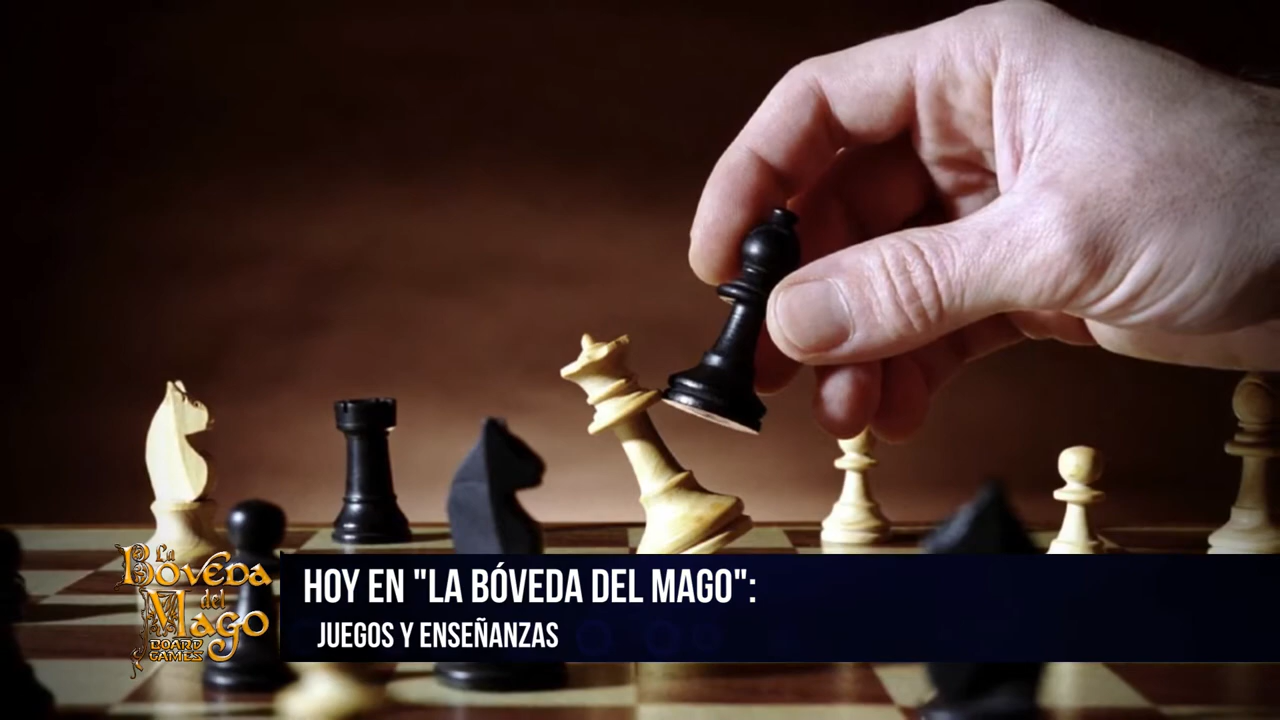 La
Bóveda
del
Mago
BOARD
GAMES
HOY EN "LA BÓVEDA DEL MAGO":
JUEGOS Y ENSEÑANZAS